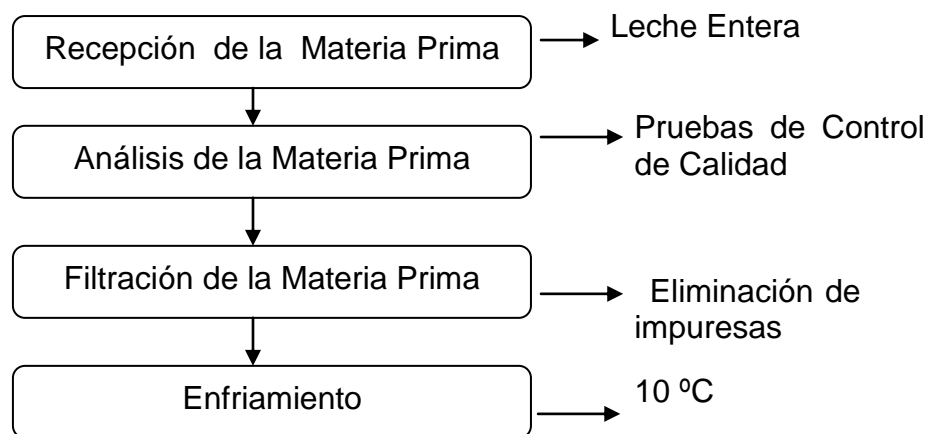 Recepción de la Materia Prima
Leche Entera
Análisis de la Materia Prima
Pruebas de Control
de Calidad
Filtración de la Materia Prima
Eliminación de
impuresas
Enfriamiento
10 ºC